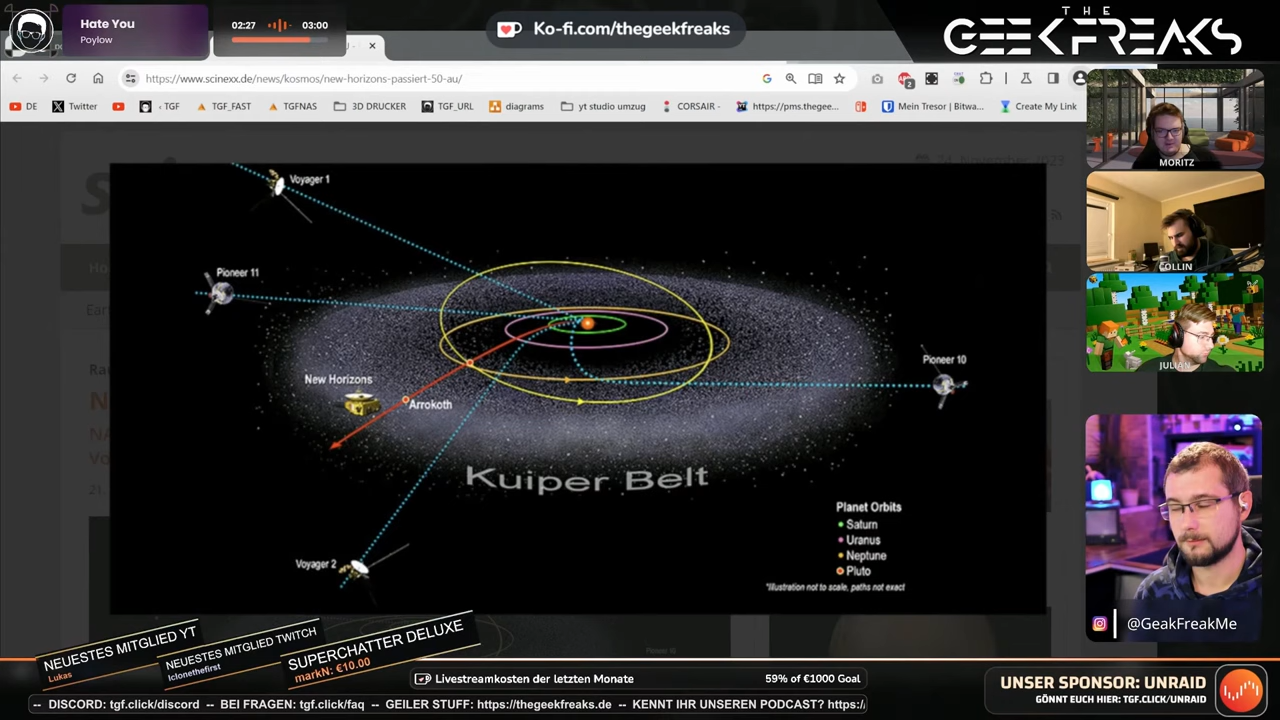 Hate You
Poylow
02:27
03:00
Ko-fi.com/thegeekfreaks
THE
GEEKFREAKS
https://www.scinexx.de/news/kosmos/new-horizons-passiert-50-au/
2
DE
Twitter
‹ TGF
TGF_FAST
TGFNAS
3D DRUCKER
TGF_URL
diagrams
yt studio umzug
CORSAIR -
https://pms.thegee...
Mein Tresor | Bitwa...
Create My Link
MORITZ
COLLIN
JULIAN
Voyager 1
Pioneer 11
Pioneer 10
New Horizons
Arrokoth
Kuiper Belt
Voyager 2
Planet Orbits
Saturn
Uranus
Neptune
Pluto
*Illustration not to scale, paths not exact
@GeakFreakMe
NEUESTES MITGLIED YT
Lukas
NEUESTES MITGLIED TWITCH
Iclonethefirst
SUPERCHATTER DELUXE
markN: €10.00
Livestreamkosten der letzten Monate
59% of €1000 Goal
-- DISCORD: tgf.click/discord -- BEI FRAGEN: tgf.click/faq -- GEILER STUFF: https://thegeekfreaks.de -- KENNT IHR UNSEREN PODCAST? https:/
UNSER SPONSOR: UNRAID
GÖNNT EUCH HIER: TGF.CLICK/UNRAID